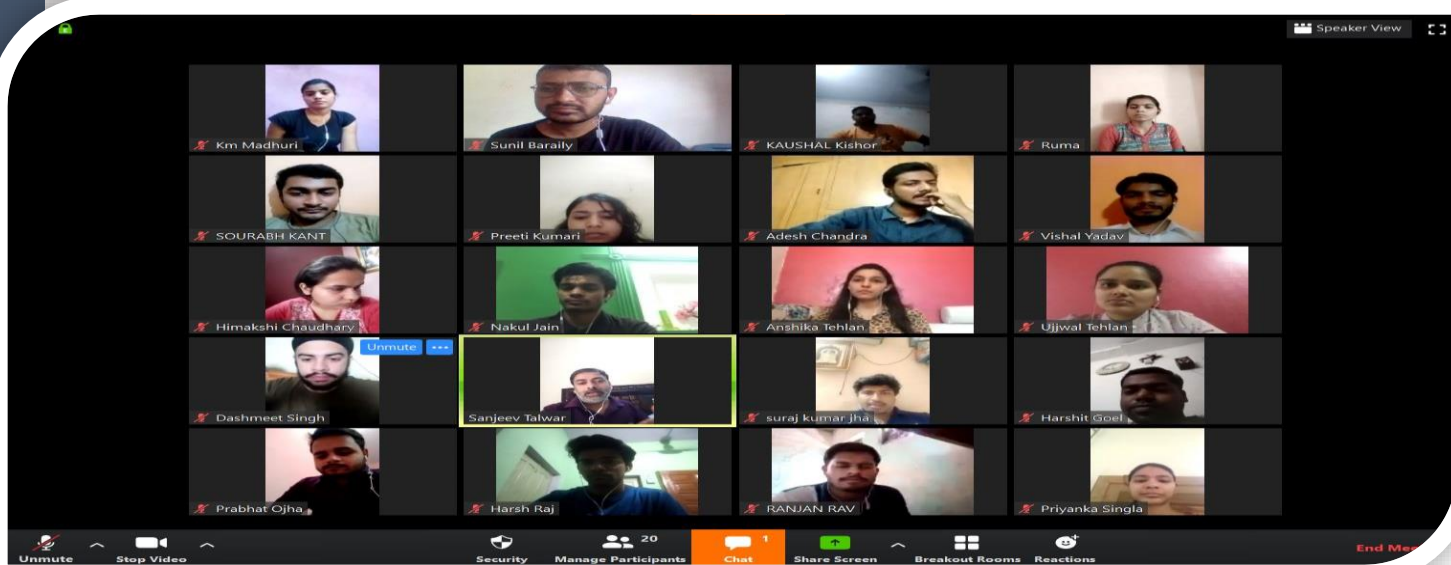 Speaker View
Km Madhuri
Sunil Baraily
KAUSHAL Kishor
Ruma
SOURABH KANT
Preeti Kumari
Adesh Chandra
Vishal Yadav
Himakshi Chaudhary
Nakul Jain
Anshika Tehlan
Ujjwal Tehlan
Unmute ...
Dashmeet Singh
Sanjeev Talwar
suraj kumar jha
Harshit Goel
Prabhat Ojha
Harsh Raj
RANJAN RAV
Priyanka Singla
20
1
Unmute
Stop Video
Security
Manage Participants
Chat
Share Screen
Breakout Rooms
Reactions
End